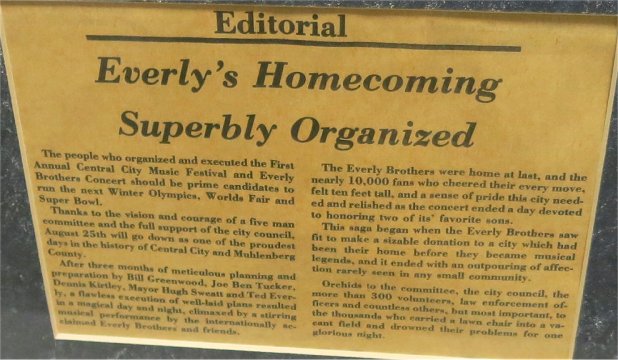 Editorial
Everly's Homecoming
Superbly Organized
The people who organized and executed the First
Annual Central City Music Festival and Everly
Brothers Concert should be prime candidates to
run the next Winter Olympics, Worlds Fair and
Super Bowl.
Thanks to the vision and courage of a five man
committee and the full support of the city council,
August 25th will go down as one of the proudest
days in the history of Central City and Muhlenberg
County.
After three months of meticulous planning and
preparation by Bill Greenwood, Joe Ben Tucker,
Dennis Kirtley, Mayor Hugh Sweatt and Ted Ever-
ly, a flawless execution of well-laid plans resulted
in a magical day and night, climaxed by a stirring
musical performance by the internationally ac-
claimed Everly Brothers and friends.
The Everly Brothers were home at last, and the
nearly 10,000 fans who cheered their every move,
felt ten feet tall, and a sense of pride this city need-
ed and relished as the concert ended a day devoted
to honoring two of its' favorite sons.
This saga began when the Everly Brothers saw
fit to make a sizable donation to a city which had
been their home before they became musical
legends, and it ended with an outpouring of affec-
tion rarely seen in any small community.
Orchids to the committee, the city council, the
more than 300 volunteers, law enforcement of-
ficers and countless others, but most important, to
the thousands who carried a lawn chair into a va-
cant field and drowned their problems for one
glorious night.